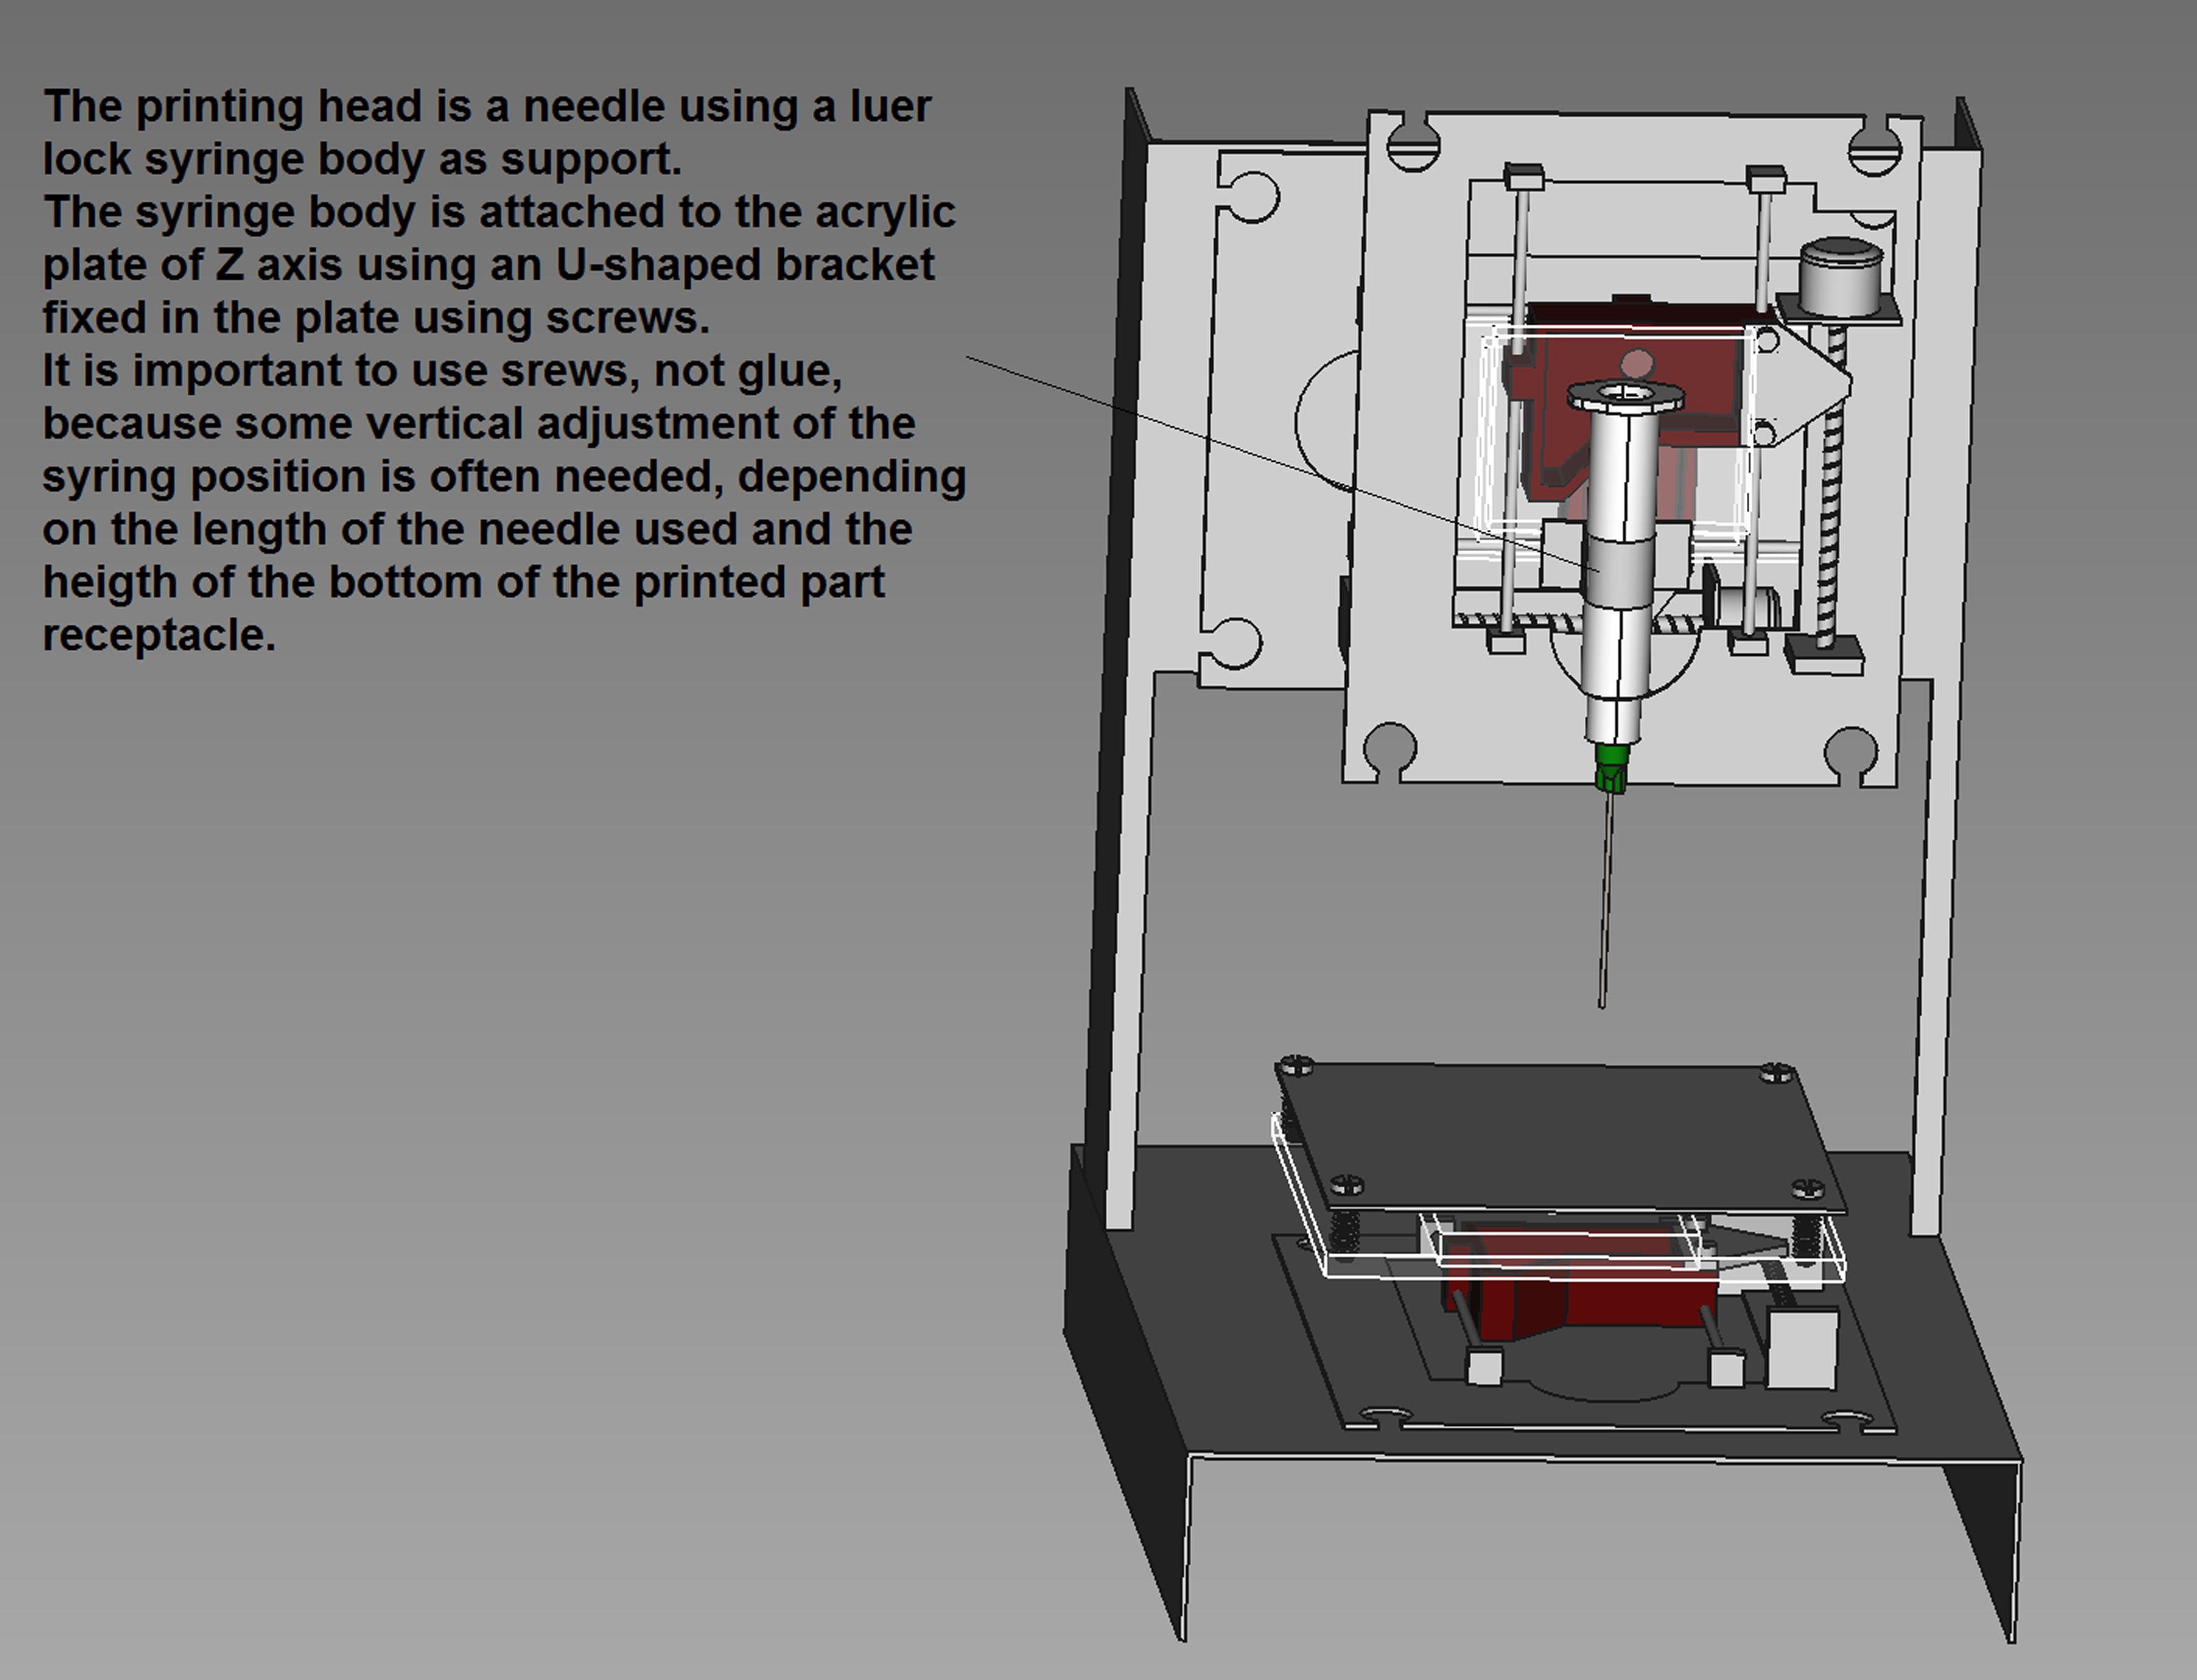 The printing head is a needle using a luer
lock syringe body as support.
The syringe body is attached to the acrylic
plate of Z axis using an U-shaped bracket
fixed in the plate using screws.
It is important to use srews, not glue,
because some vertical adjustment of the
syring position is often needed, depending
on the length of the needle used and the
heigth of the bottom of the printed part
receptacle.